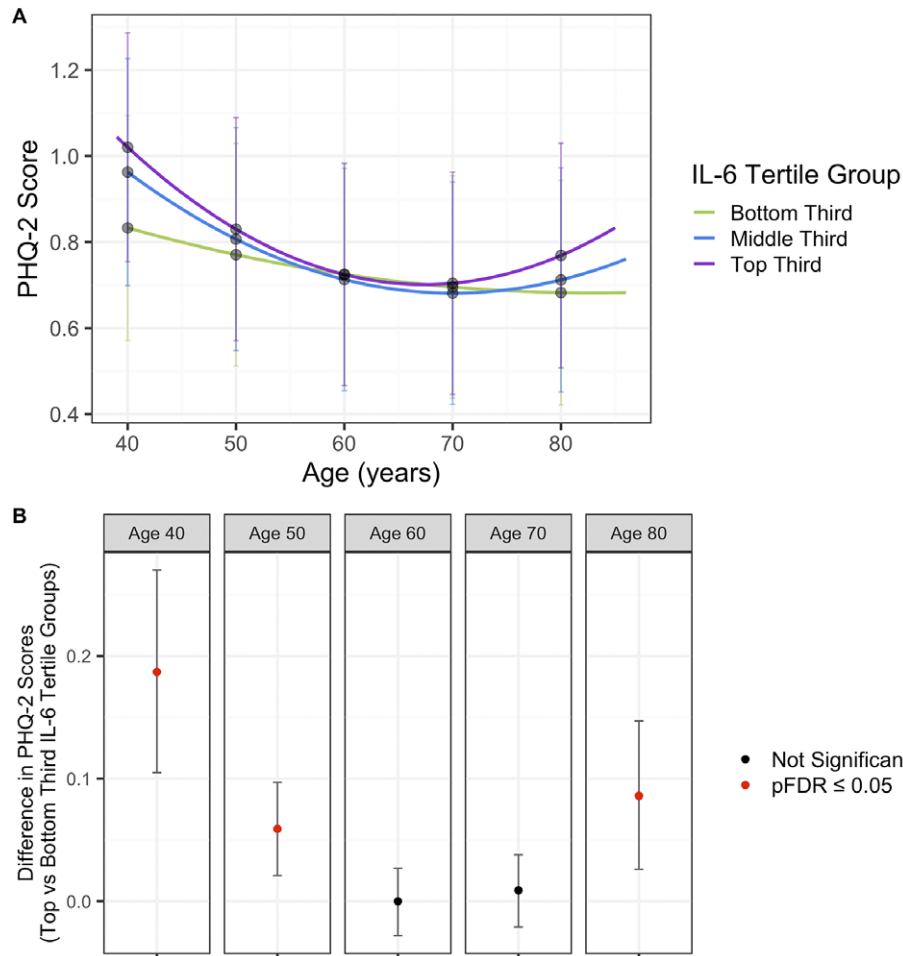 A
PHQ-2 Score
1.2
1.0
0.8
0.6
0.4
40 50 60 70 80
Age (years)
IL-6 Tertile Group
Bottom Third
Middle Third
Top Third
B
Age 40 Age 50 Age 60 Age 70 Age 80
Difference in PHQ-2 Scores
(Top vs Bottom Third IL-6 Tertile Groups)
0.2
0.1
0.0
Not Significan
pFDR ≤ 0.05